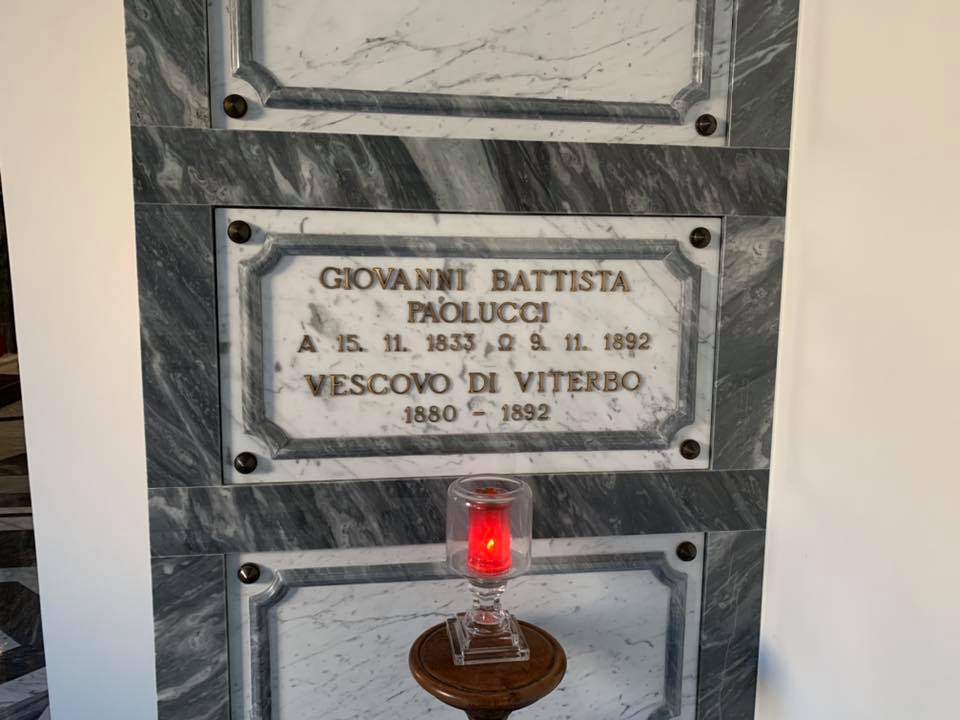 GIOVANNI BATTISTA
PAOLUCCI
A 15. 11. 1833 Ω 9. 11. 1892
VESCOVO DI VITERBO
1880 - 1892